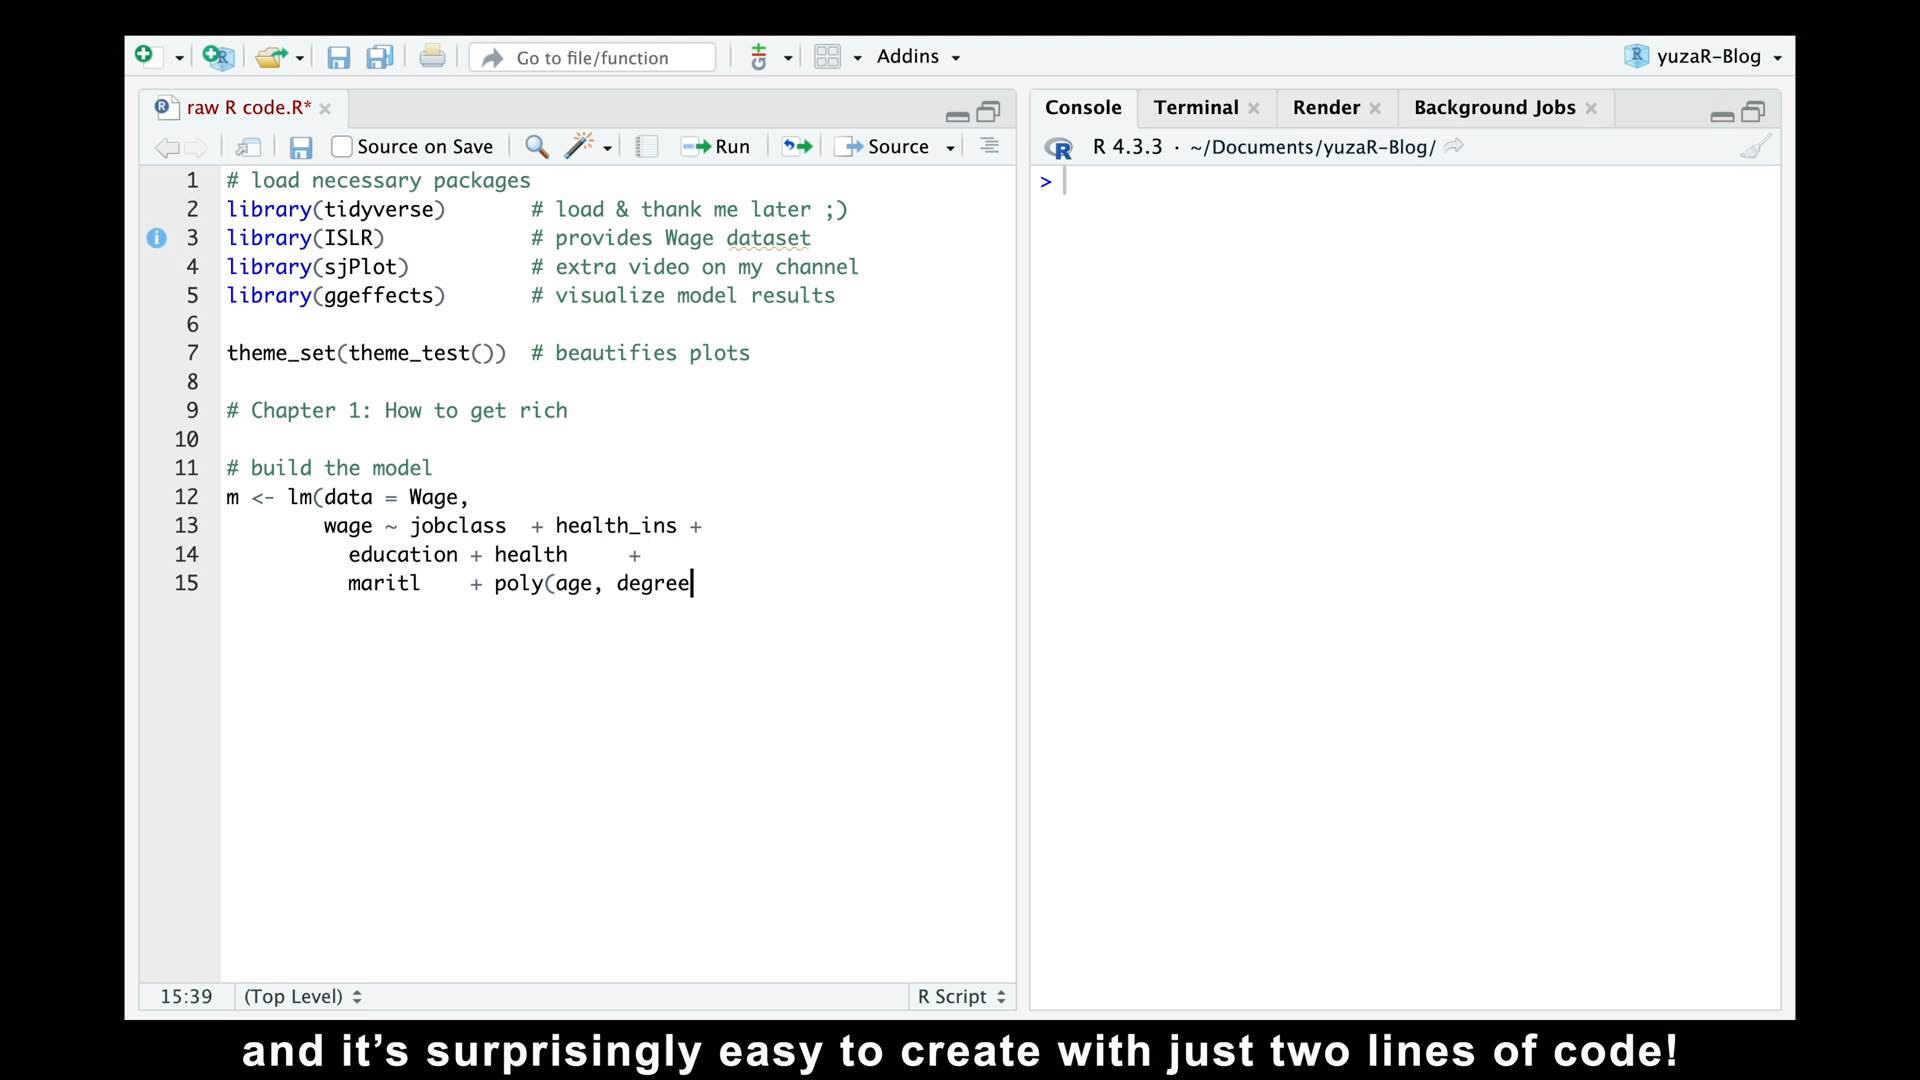 Go to file/function
Addins
yuzaR-Blog
raw R code.R*
Source on Save
Run
Source
1 # load necessary packages
2 library(tidyverse) # load & thank me later ;)
3 library(ISLR) # provides Wage dataset
4 library(sjPlot) # extra video on my channel
5 library(ggeffects) # visualize model results
6
7 theme_set(theme_test()) # beautifies plots
8
9 # Chapter 1: How to get rich
10
11 # build the model
12 m <- lm(data = Wage,
13 wage ~ jobclass + health_ins +
14 education + health +
15 maritl + poly(age, degree
15:39 (Top Level) R Script
Console Terminal Render Background Jobs
R 4.3.3 · ~/Documents/yuzaR-Blog/
>
and it's surprisingly easy to create with just two lines of code!